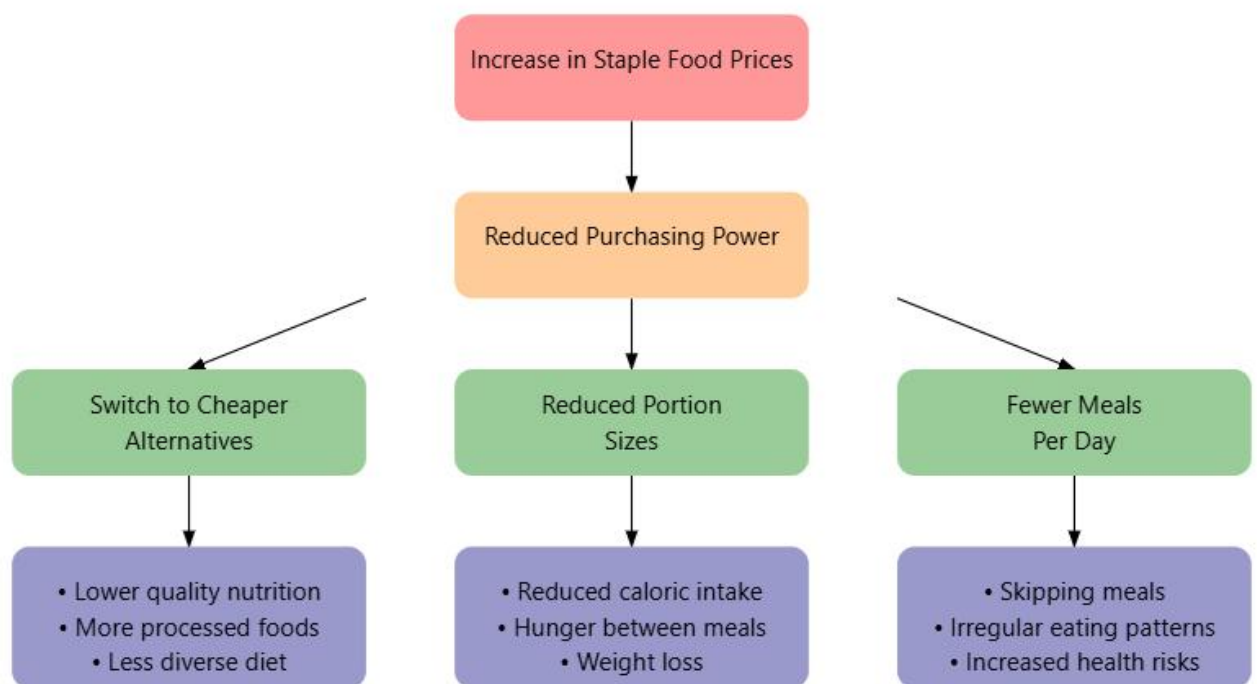 Increase in Staple Food Prices
Reduced Purchasing Power
Switch to Cheaper
Alternatives
Reduced Portion
Sizes
Fewer Meals
Per Day
• Lower quality nutrition
• More processed foods
• Less diverse diet
• Reduced caloric intake
• Hunger between meals
• Weight loss
• Skipping meals
• Irregular eating patterns
• Increased health risks